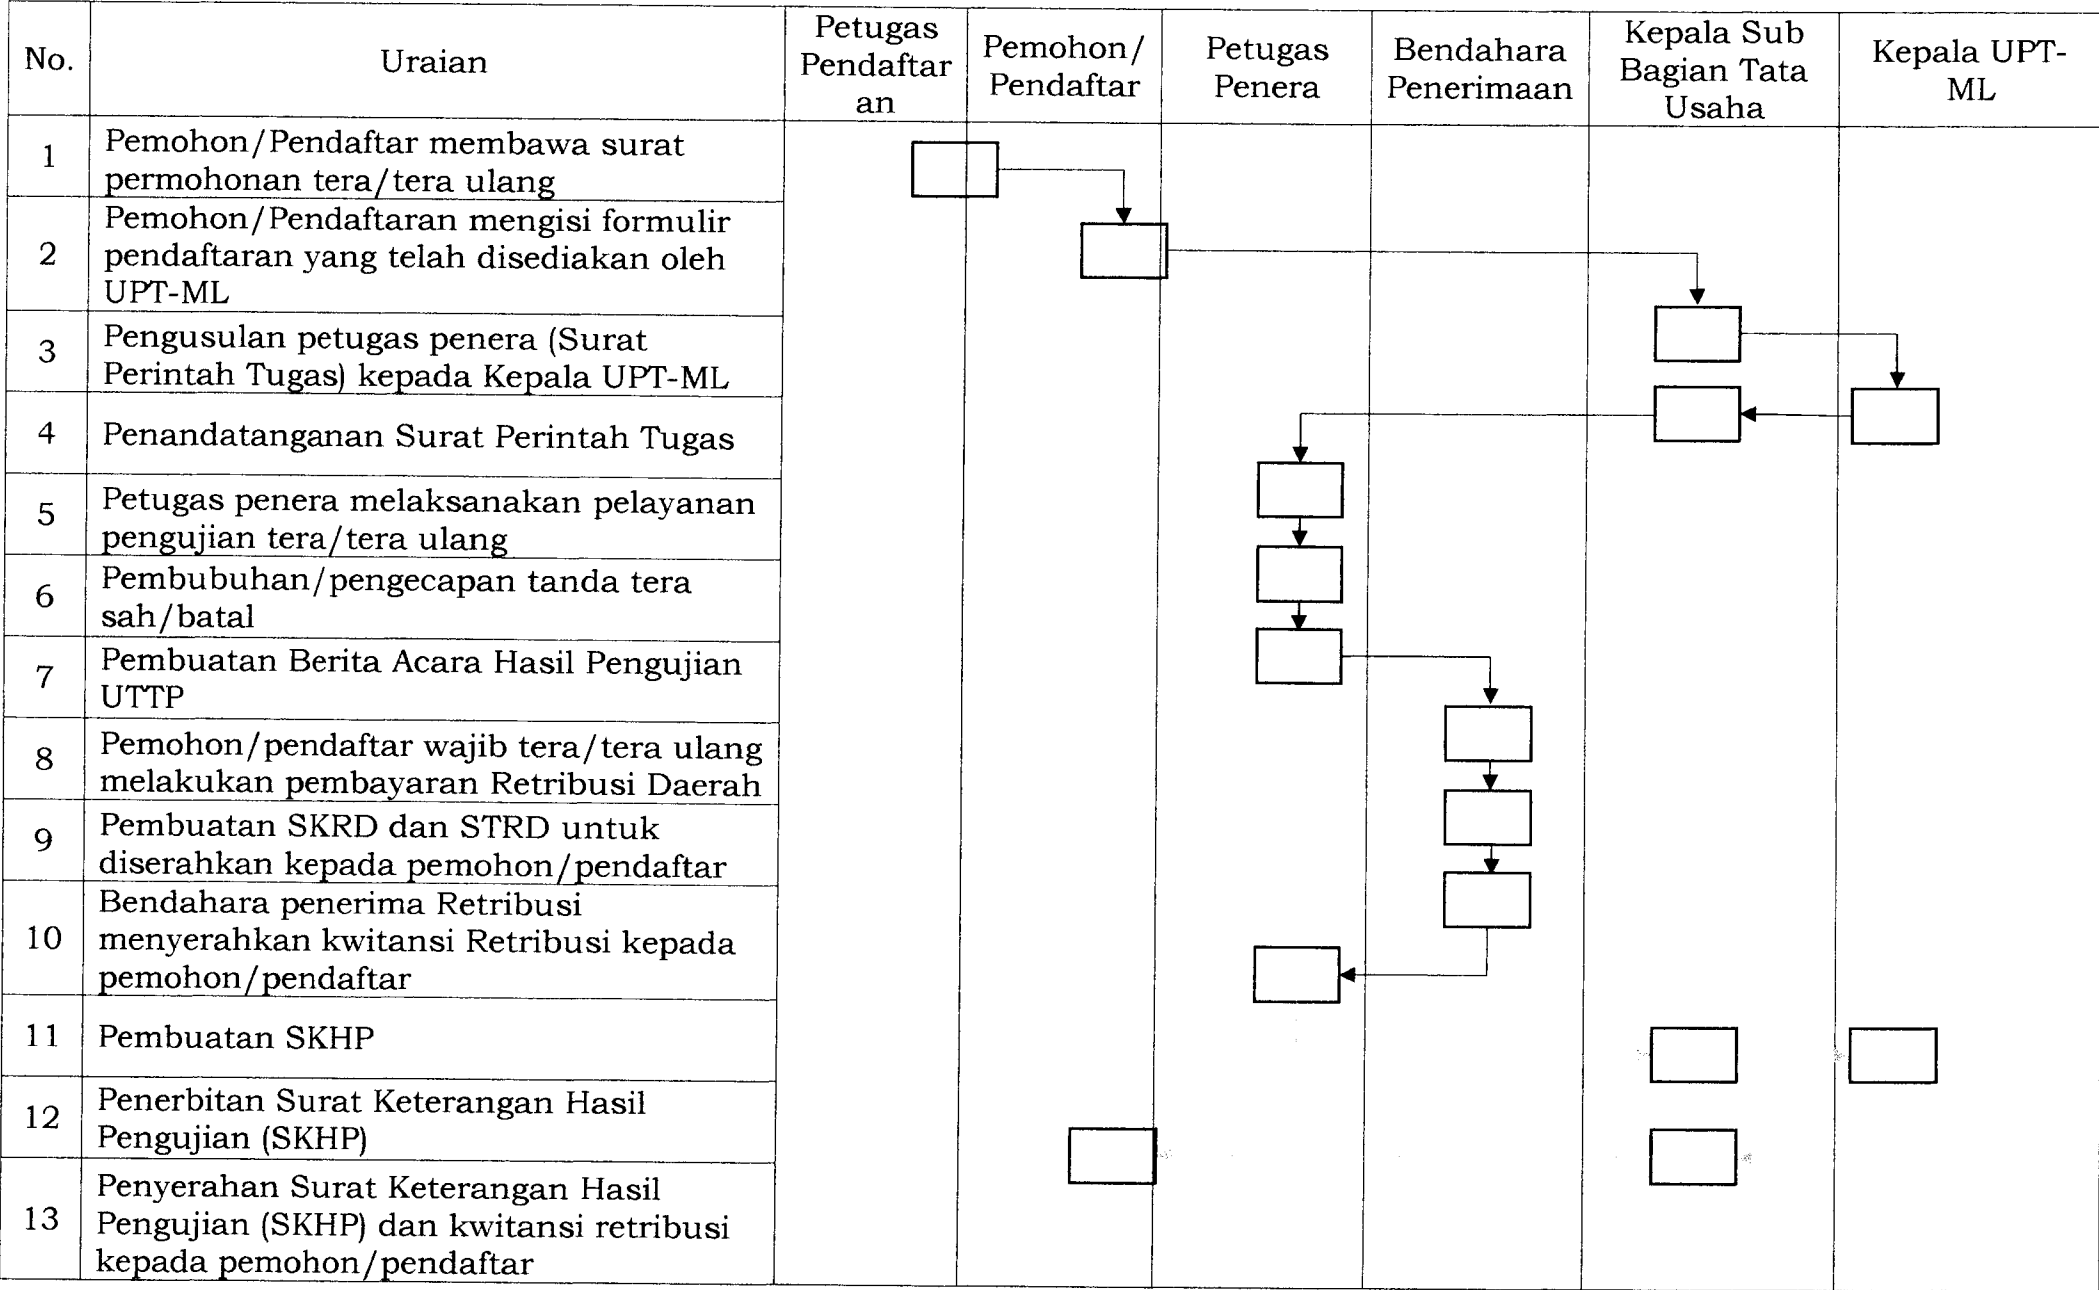 No.
Uraian
Petugas
Pendaftar
an
Pemohon/
Pendaftar
Petugas
Penera
Bendahara
Penerimaan
Kepala Sub
Bagian Tata
Usaha
Kepala UPT-
ML
1
Pemohon/Pendaftar membawa surat
permohonan tera/tera ulang
2
Pemohon/Pendaftaran mengisi formulir
pendaftaran yang telah disediakan oleh
UPT-ML
3
Pengusulan petugas penera (Surat
Perintah Tugas) kepada Kepala UPT-ML
4
Penandatanganan Surat Perintah Tugas
5
Petugas penera melaksanakan pelayanan
pengujian tera/tera ulang
6
Pembubuhan/pengecapan tanda tera
sah/batal
7
Pembuatan Berita Acara Hasil Pengujian
UTTP
8
Pemohon/pendaftar wajib tera/tera ulang
melakukan pembayaran Retribusi Daerah
9
Pembuatan SKRD dan STRD untuk
diserahkan kepada pemohon/pendaftar
10
Bendahara penerima Retribusi
menyerahkan kwitansi Retribusi kepada
pemohon/pendaftar
11
Pembuatan SKHP
12
Penerbitan Surat Keterangan Hasil
Pengujian (SKHP)
13
Penyerahan Surat Keterangan Hasil
Pengujian (SKHP) dan kwitansi retribusi
kepada pemohon/pendaftar